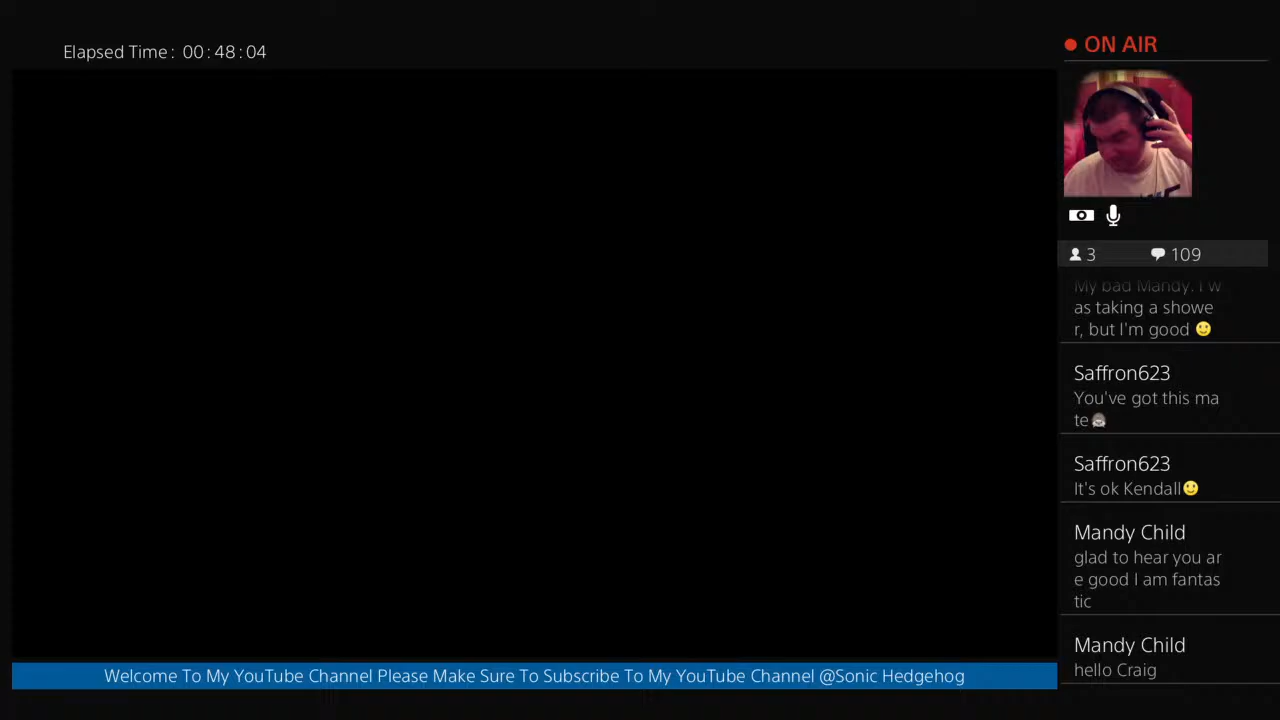 Elapsed Time: 00:48:04
ON AIR
3 109
My bad Mandy. I w
as taking a showe
r, but I'm good 🙂
Saffron623
You've got this ma
te🙈
Saffron623
It's ok Kendall🙂
Mandy Child
glad to hear you ar
e good I am fantas
tic
Mandy Child
hello Craig
Welcome To My YouTube Channel Please Make Sure To Subscribe To My YouTube Channel @Sonic Hedgehog